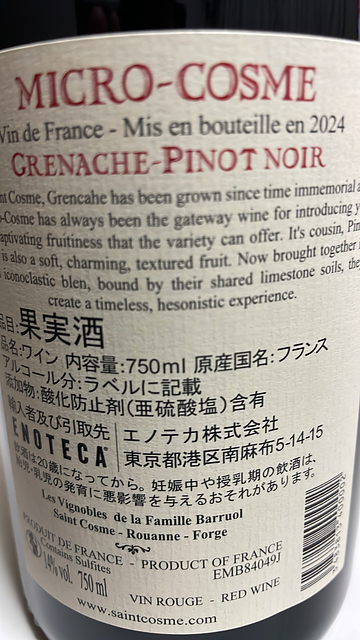 MICRO-COSME
Vin de France - Mis en bouteille en 2024
GRENACHE-PINOT NOIR
Cosme, Grencahe has been grown since time immemorial
-Cosme has always been the gateway wine for introducing
captivating fruitiness that the variety can offer. It's cousin,
is also a soft, charming, textured fruit. Now brought together
iconoclastic blen, bound by their shared limestone soils,
create a timeless, hesonistic experience.
品目:果実酒
品名:ワイン 内容量:750ml 原産国名:フランス
アルコール分:ラベルに記載
添加物:酸化防止剤(亜硫酸塩)含有
輸入者及び引取先
ENOTECA
エノテカ株式会社
東京都港区南麻布5-14-15
飲酒は20歳になってから。妊娠中や授乳期の飲酒は、
胎児・乳児の発育に悪影響を与えるおそれがあります。
Les Vignobles de la Famille Barruol
Saint Cosme - Rouanne - Forge
PRODUIT DE FRANCE - PRODUCT OF FRANCE
Contains Sulfites
EMB84049J
14% vol. 750 ml
VIN ROUGE - RED WINE
www.saintcosme.com